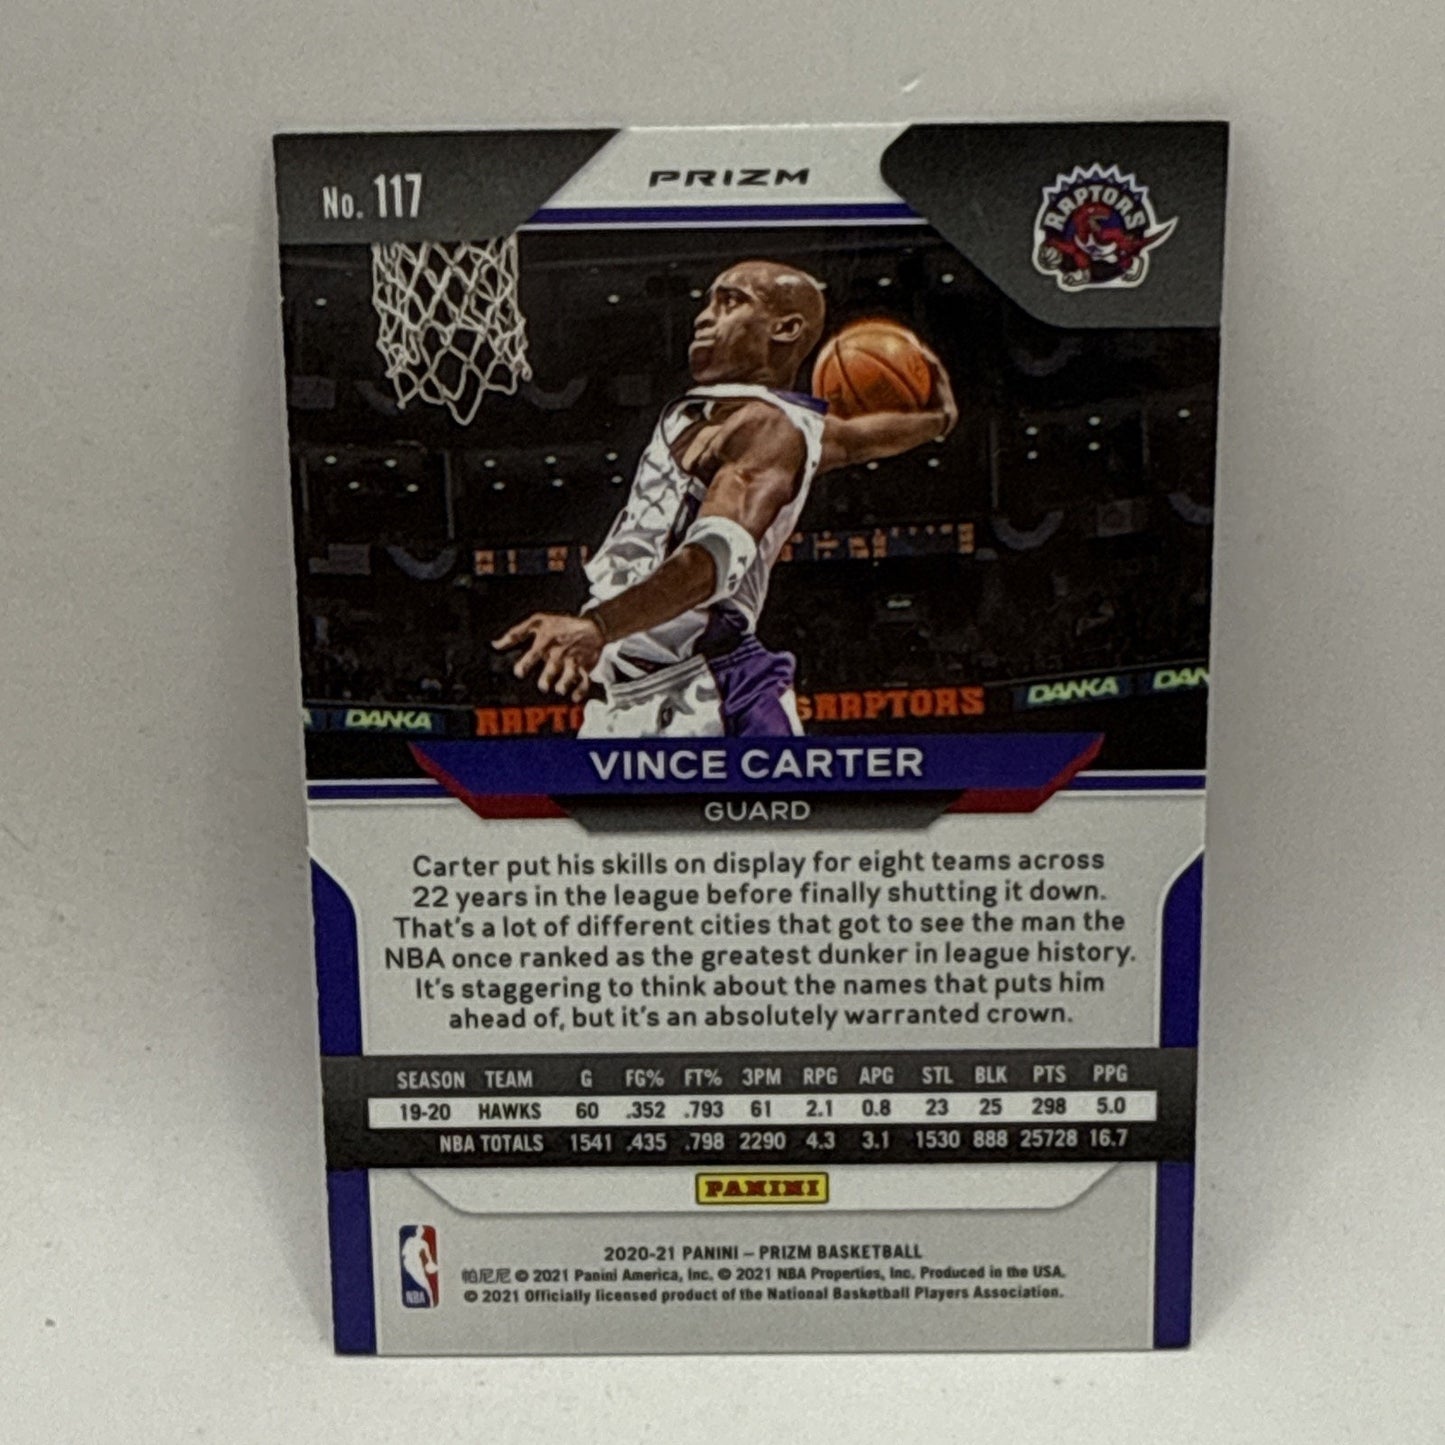 No. 117
PRIZM
RAPTORS
DANKA
RAPTORS
DANKA
VINCE CARTER
GUARD
Carter put his skills on display for eight teams across
22 years in the league before finally shutting it down.
That's a lot of different cities that got to see the man the
NBA once ranked as the greatest dunker in league history.
It's staggering to think about the names that puts him
ahead of, but it's an absolutely warranted crown.
SEASON TEAM G FG% FT% 3PM RPG APG STL BLK PTS PPG
19-20 HAWKS 60 .352 .793 61 2.1 0.8 23 25 298 5.0
NBA TOTALS 1541 .435 .798 2290 4.3 3.1 1530 888 25728 16.7
PANINI
NBA
2020-21 PANINI – PRIZM BASKETBALL
帕尼尼 © 2021 Panini America, Inc. © 2021 NBA Properties, Inc. Produced in the USA.
© 2021 Officially licensed product of the National Basketball Players Association.